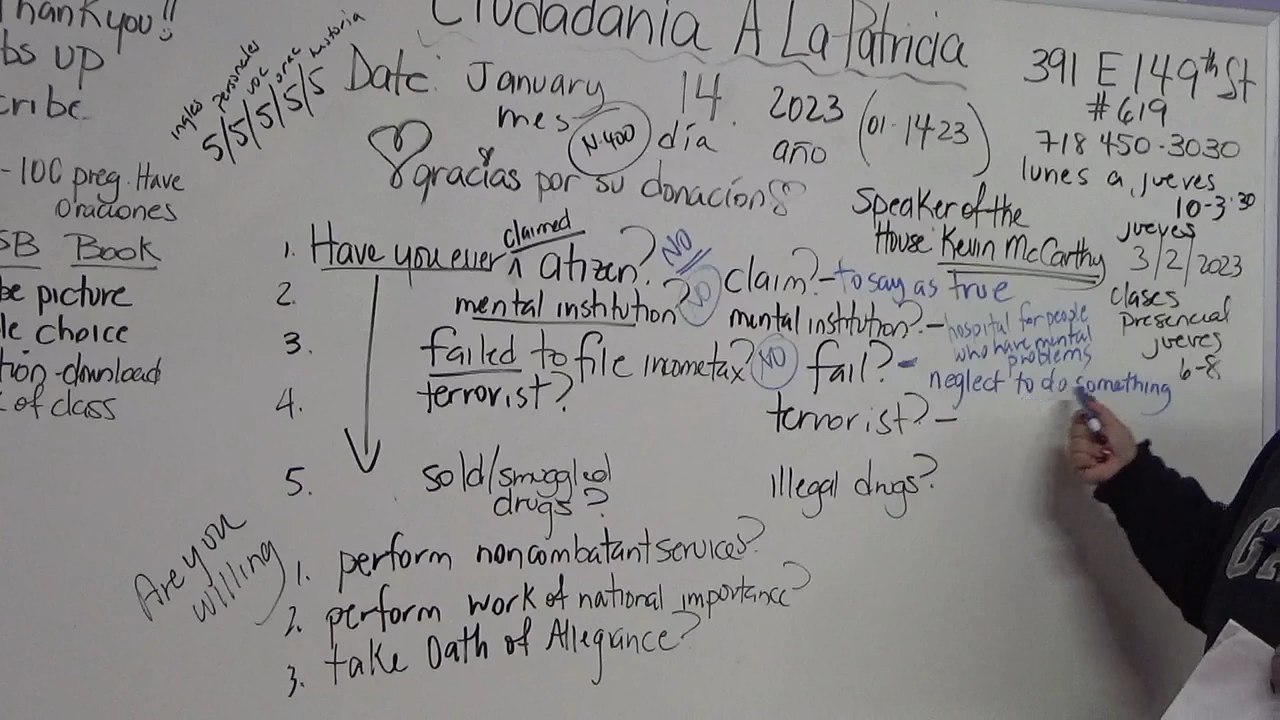 Thank you!!
bs up
cribe
- 100 preg. Have
Oraciones
SB Book
be picture
le choice
tion-download
of class
ingles personales voc orac historia
5/5/5/5/5
Ciudadania A La Patricia
Date: January 14. 2023 (01-14-23)
mes día año
N-400
gracias por su donación
391 E 149th St
#619
718 450-3030
lunes a jueves
10-3:30
jueves
3/2/2023
clases
presencial
jueves
6-8
Speaker of the
House Kevin McCarthy
1. Have you ever claimed citizen? NO
claim? - to say as true
2. mental institution? NO
mental institution? - hospital for people
who have mental
problems
3. failed to file income tax? NO
fail? - neglect to do something
4. terrorist?
terrorist? -
5. sold/smuggled
drugs?
illegal drugs?
Are you
willing
1. perform noncombatant services?
2. perform work of national importance?
3. take Oath of Allegrance?